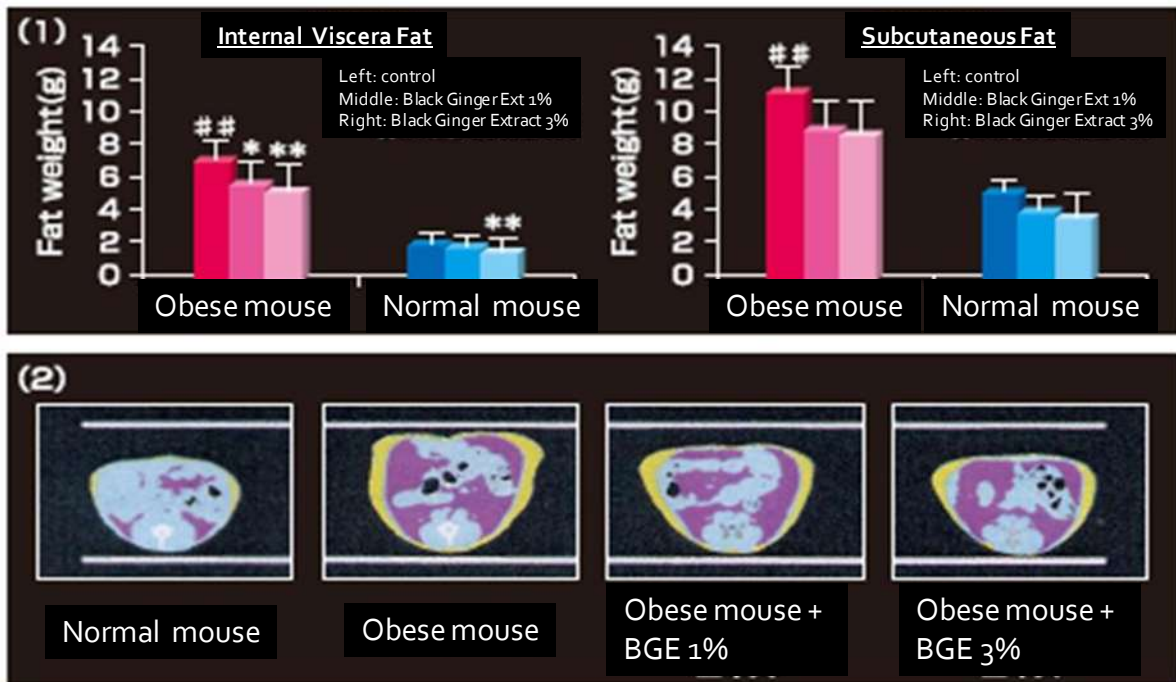 (1)
Internal Viscera Fat
Left: control
Middle: Black Ginger Ext 1%
Right: Black Ginger Extract 3%
Fat weight(g)
14
12
10
8
6
4
2
0
##
*
**
**
Obese mouse
Normal mouse
Subcutaneous Fat
Left: control
Middle: Black Ginger Ext 1%
Right: Black Ginger Extract 3%
Fat weight(g)
14
12
10
8
6
4
2
0
##
Obese mouse
Normal mouse
(2)
Normal mouse
Obese mouse
Obese mouse +
BGE 1%
Obese mouse +
BGE 3%